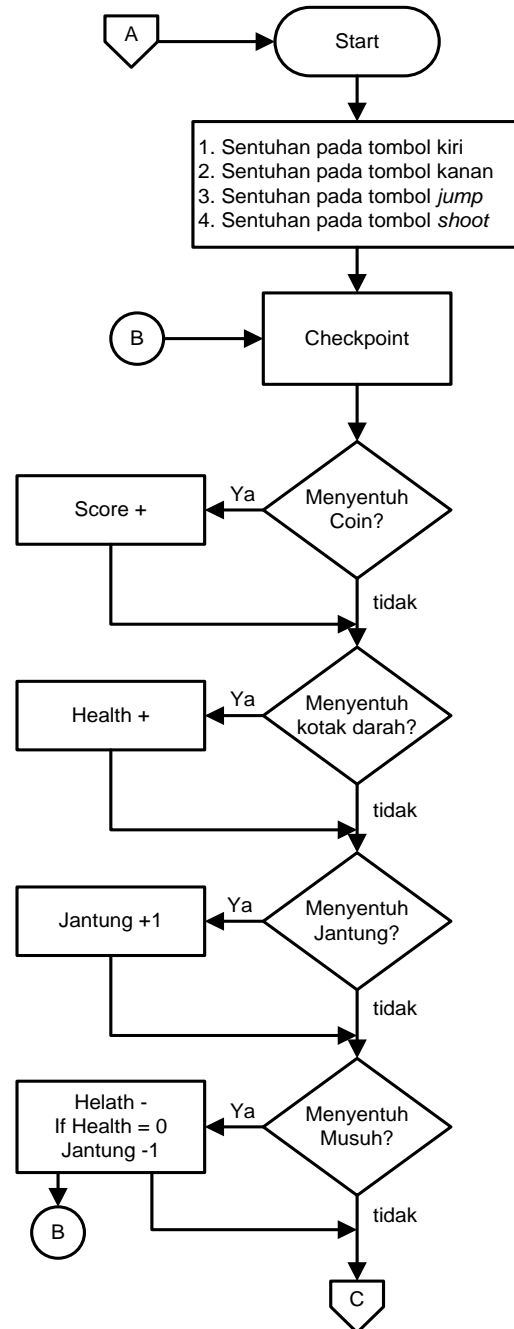 A
Start
1. Sentuhan pada tombol kiri
2. Sentuhan pada tombol kanan
3. Sentuhan pada tombol jump
4. Sentuhan pada tombol shoot
B
Checkpoint
Score +
Ya
Menyentuh
Coin?
tidak
Health +
Ya
Menyentuh
kotak darah?
tidak
Jantung +1
Ya
Menyentuh
Jantung?
tidak
Helath -
If Health = 0
Jantung -1
Ya
Menyentuh
Musuh?
tidak
B
C